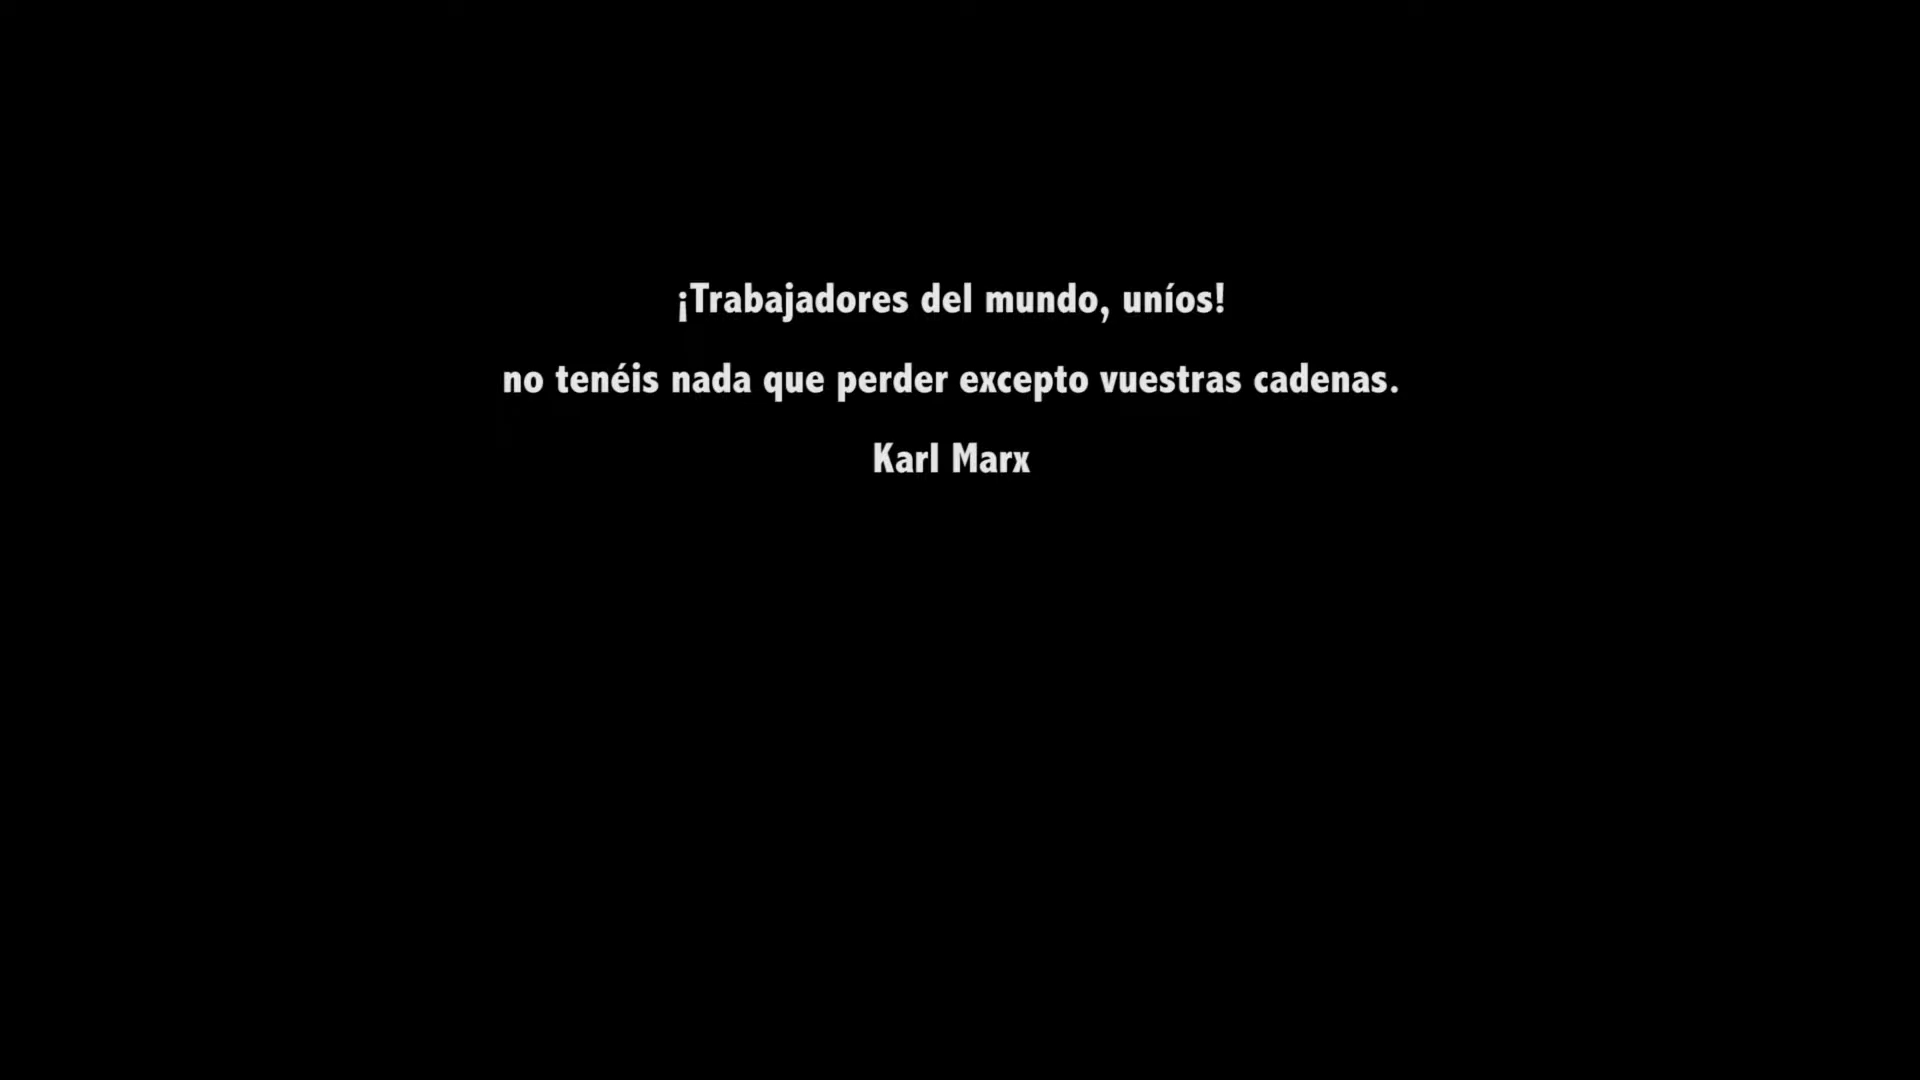 ¡Trabajadores del mundo, uníos!
no tenéis nada que perder excepto vuestras cadenas.
Karl Marx